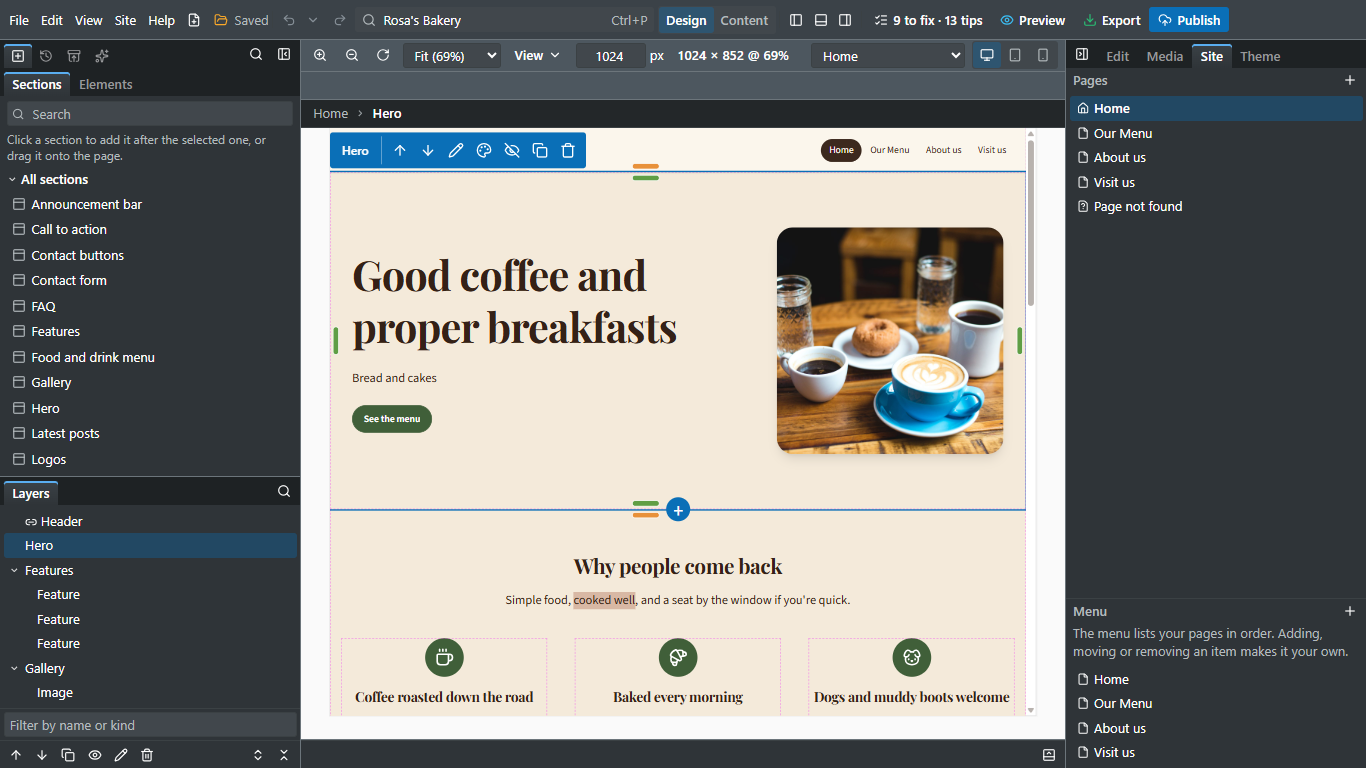 File Edit View Site Help Saved Rosa's Bakery Ctrl+P Design Content 9 to fix · 13 tips Preview Export Publish
Sections Elements
Search
Click a section to add it after the selected one, or
drag it onto the page.
All sections
Announcement bar
Call to action
Contact buttons
Contact form
FAQ
Features
Food and drink menu
Gallery
Hero
Latest posts
Logos
Layers
Header
Hero
Features
Feature
Feature
Feature
Gallery
Image
Filter by name or kind
Fit (69%) View 1024 px 1024 × 852 @ 69% Home
Home › Hero
Hero
Home Our Menu About us Visit us
Good coffee and
proper breakfasts
Bread and cakes
See the menu
Why people come back
Simple food, cooked well, and a seat by the window if you're quick.
Coffee roasted down the road Baked every morning Dogs and muddy boots welcome
Edit Media Site Theme
Pages
Home
Our Menu
About us
Visit us
Page not found
Menu
The menu lists your pages in order. Adding,
moving or removing an item makes it your own.
Home
Our Menu
About us
Visit us